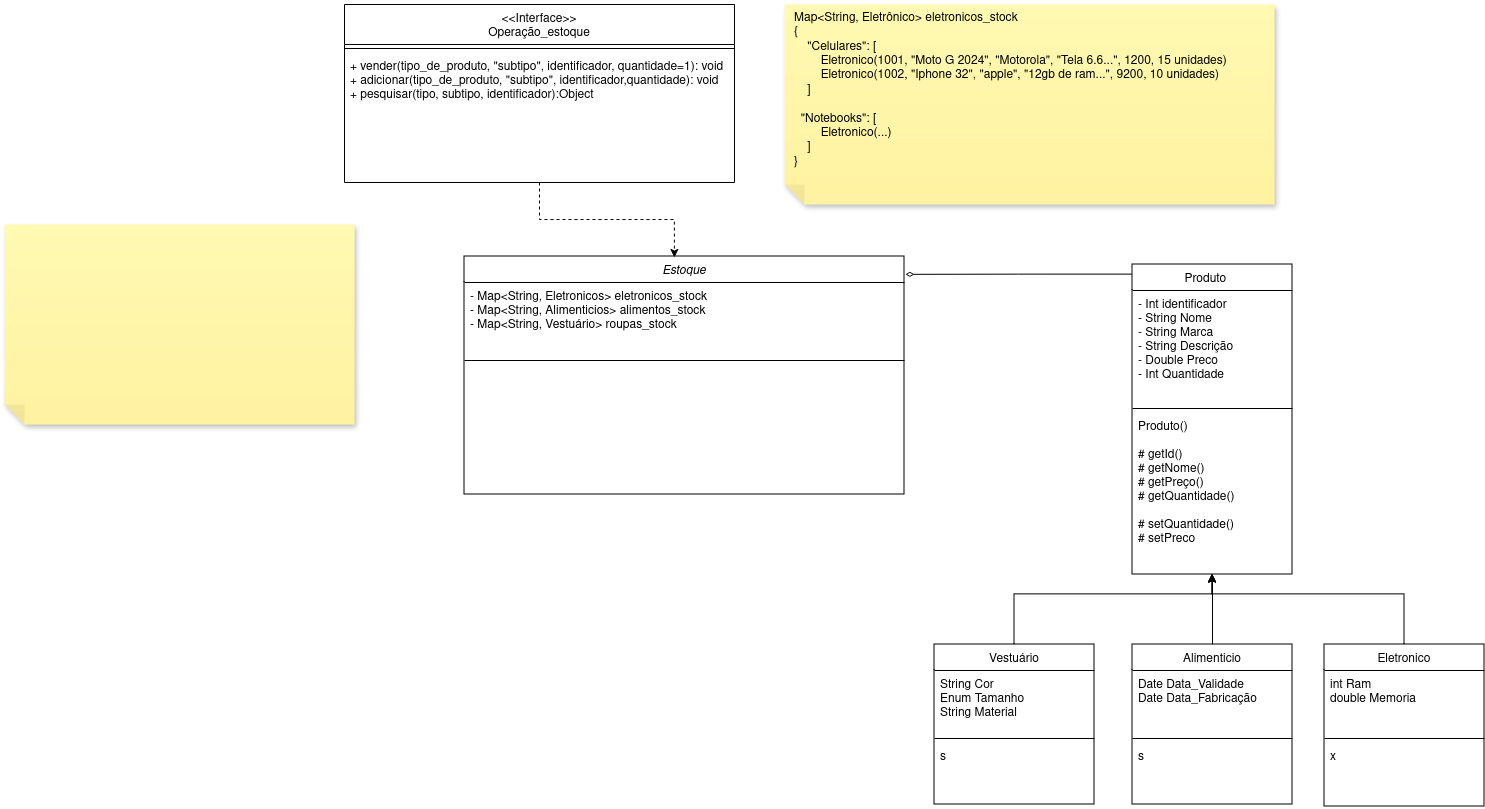 <<Interface>>
Operação_estoque
+ vender(tipo_de_produto, "subtipo", identificador, quantidade=1): void
+ adicionar(tipo_de_produto, "subtipo", identificador,quantidade): void
+ pesquisar(tipo, subtipo, identificador):Object
Map<String, Eletrônico> eletronicos_stock
{
"Celulares": [
Eletronico(1001, "Moto G 2024", "Motorola", "Tela 6.6...", 1200, 15 unidades)
Eletronico(1002, "Iphone 32", "apple", "12gb de ram...", 9200, 10 unidades)
]
"Notebooks": [
Eletronico(...)
]
}
Estoque
- Map<String, Eletronicos> eletronicos_stock
- Map<String, Alimenticios> alimentos_stock
- Map<String, Vestuário> roupas_stock
Produto
- Int identificador
- String Nome
- String Marca
- String Descrição
- Double Preco
- Int Quantidade
Produto()
# getId()
# getNome()
# getPreço()
# getQuantidade()
# setQuantidade()
# setPreco
Vestuário
String Cor
Enum Tamanho
String Material
s
Alimenticio
Date Data_Validade
Date Data_Fabricação
s
Eletronico
int Ram
double Memoria
x